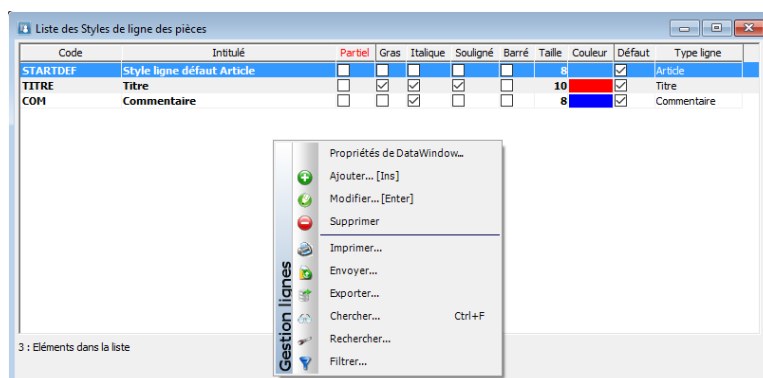 Liste des Styles de ligne des pièces
Code Intitulé Partiel Gras Italique Souligné Barré Taille Couleur Défaut Type ligne
STARTDEF Style ligne défaut Article 8 Article
TITRE Titre 10 Titre
COM Commentaire 8 Commentaire
Propriétés de DataWindow...
Ajouter... [Ins]
Modifier... [Enter]
Supprimer
Imprimer...
Envoyer...
Exporter...
Chercher... Ctrl+F
Rechercher...
Filtrer...
Gestion lignes
3 : Eléments dans la liste